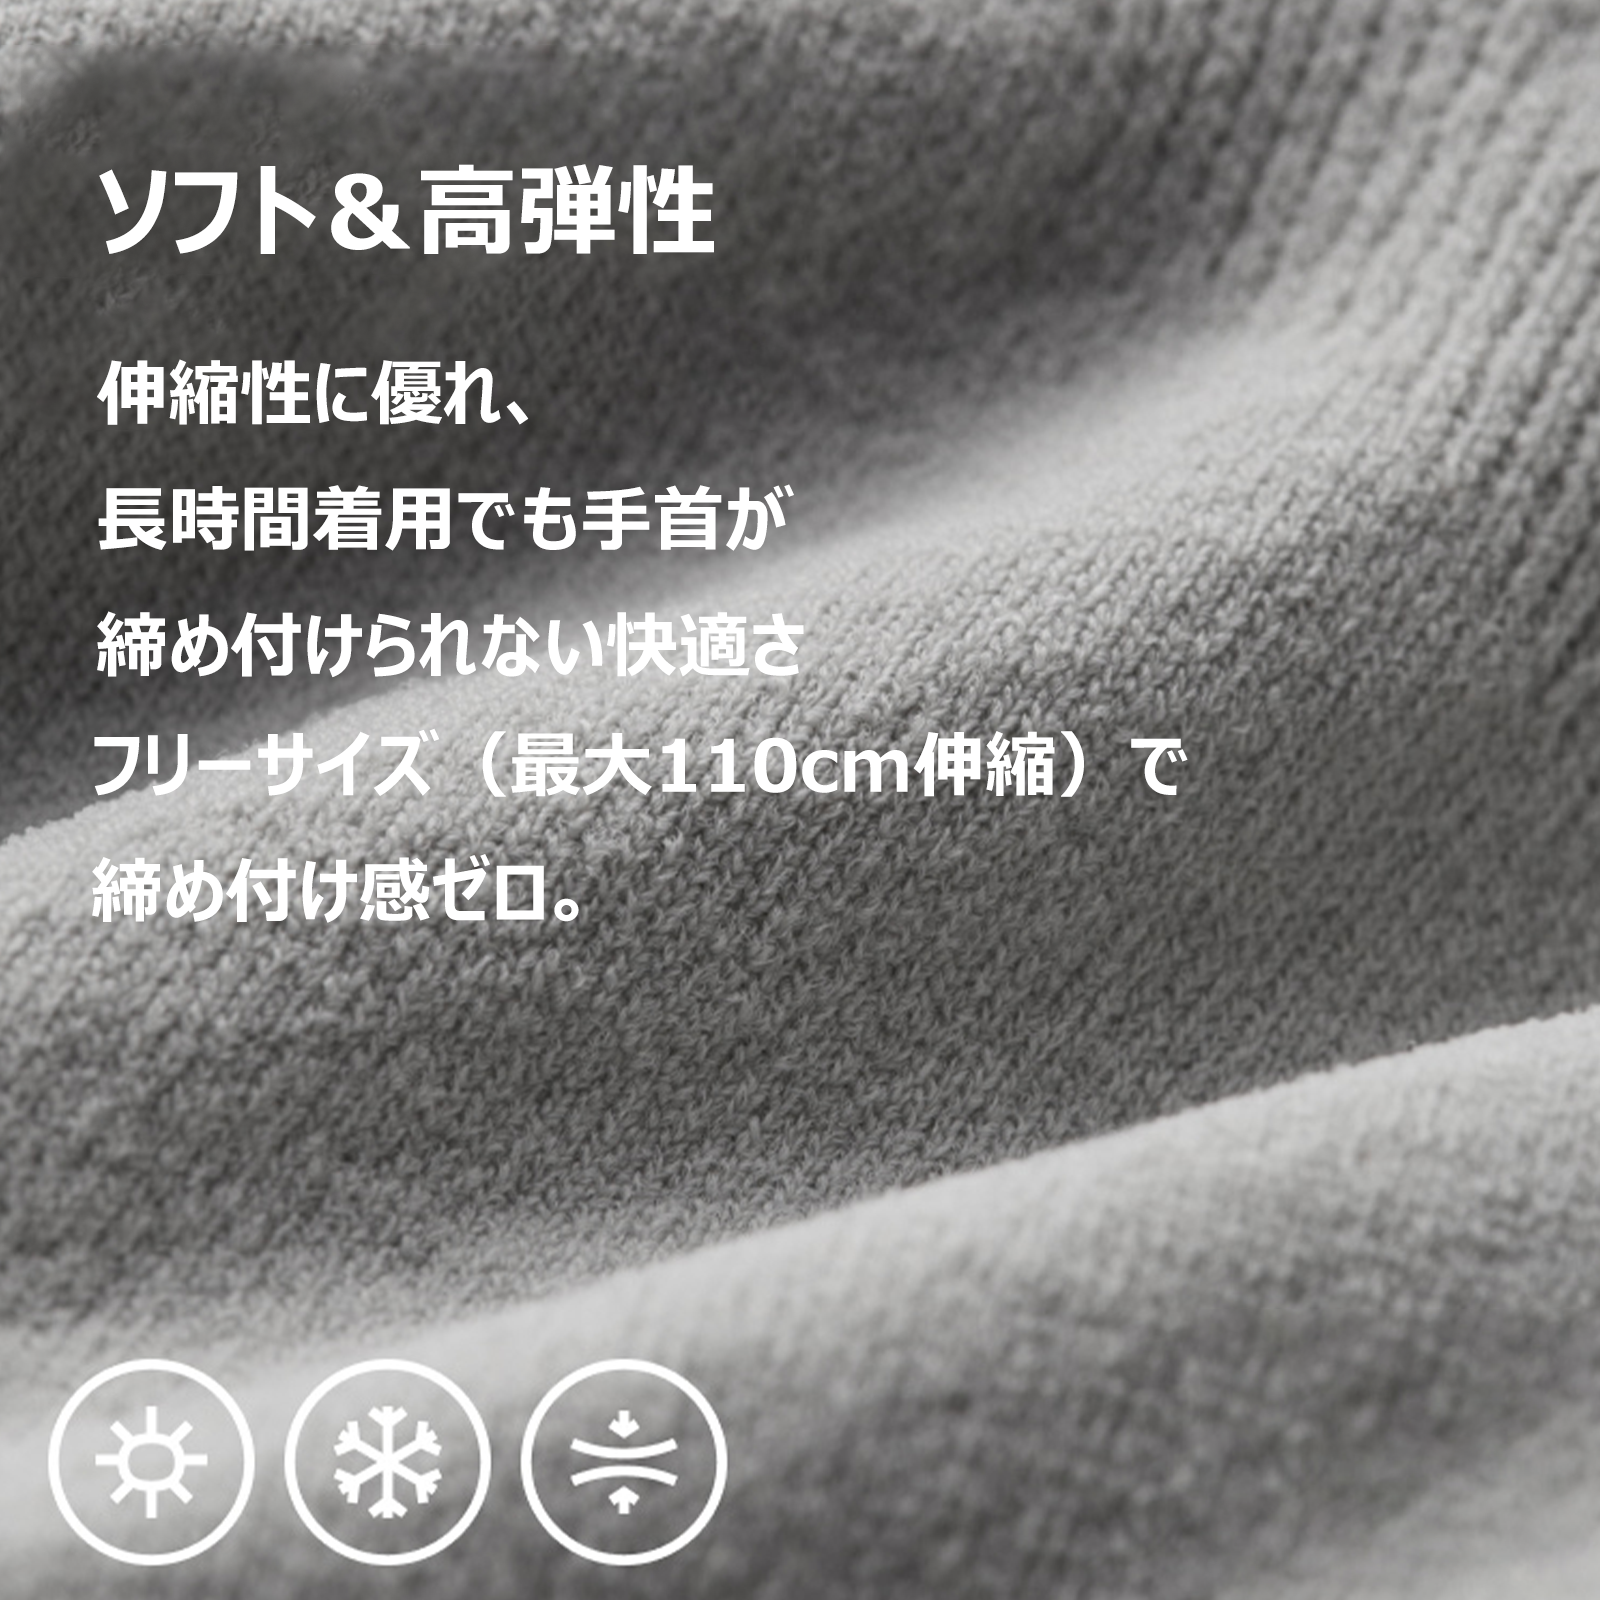 ソフト&高弾性
伸縮性に優れ、
長時間着用でも手首が
締め付けられない快適さ
フリーサイズ（最大110cm伸縮）で
締め付け感ゼロ。